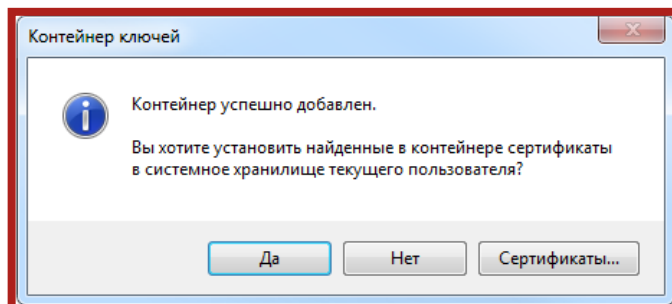 Контейнер ключей
Контейнер успешно добавлен.
Вы хотите установить найденные в контейнере сертификаты
в системное хранилище текущего пользователя?
Да
Нет
Сертификаты...